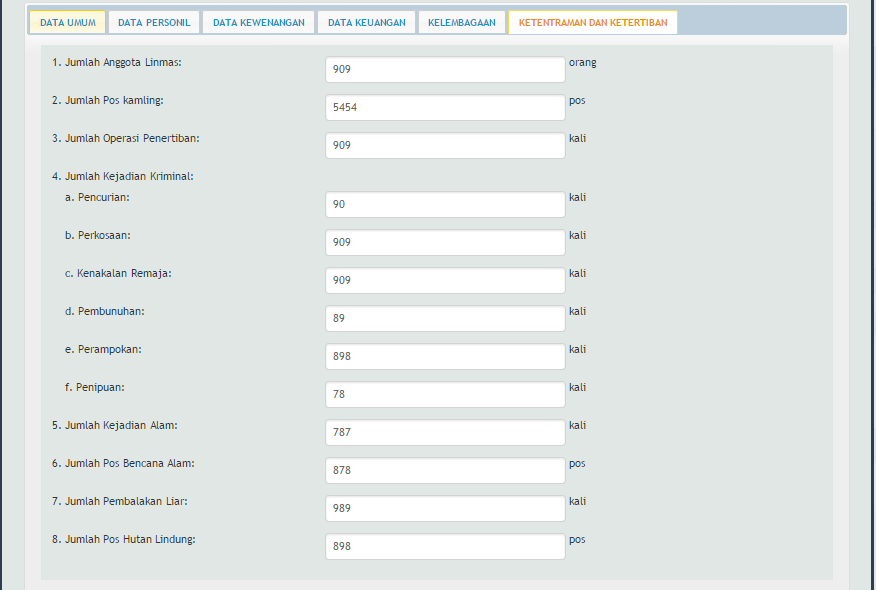 DATA UMUM DATA PERSONIL DATA KEWENANGAN DATA KEUANGAN KELEMBAGAAN KETENTRAMAN DAN KETERTIBAN
1. Jumlah Anggota Linmas: 909 orang
2. Jumlah Pos kamling: 5454 pos
3. Jumlah Operasi Penertiban: 909 kali
4. Jumlah Kejadian Kriminal:
a. Pencurian: 90 kali
b. Perkosaan: 909 kali
c. Kenakalan Remaja: 909 kali
d. Pembunuhan: 89 kali
e. Perampokan: 898 kali
f. Penipuan: 78 kali
5. Jumlah Kejadian Alam: 787 kali
6. Jumlah Pos Bencana Alam: 878 pos
7. Jumlah Pembalakan Liar: 989 kali
8. Jumlah Pos Hutan Lindung: 898 pos